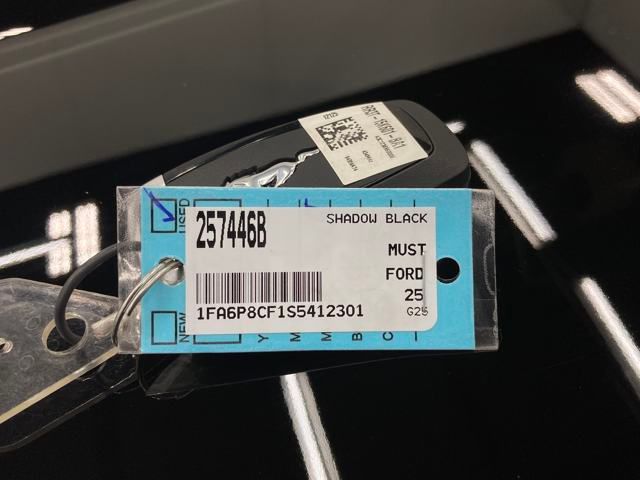 USED
257446B
SHADOW BLACK
MUST
FORD
25
1FA6P8CF1S5412301
G25
NEW
Y
M
M
B
C